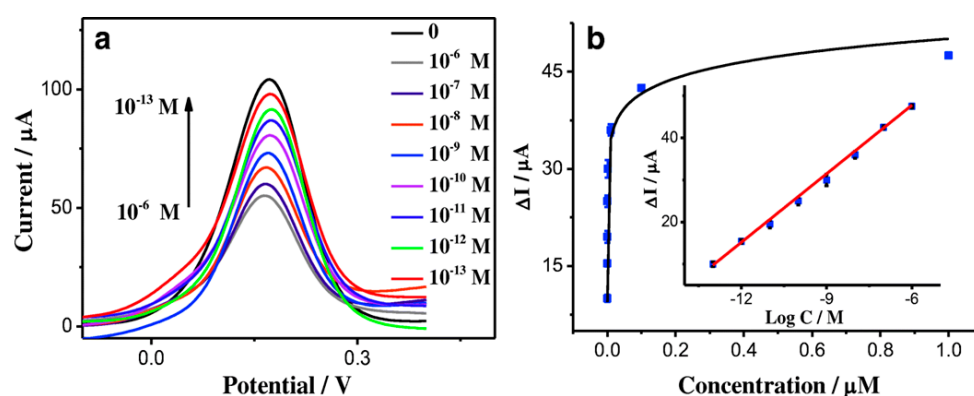 a
Current / µA
100
50
0
0.0
0.3
Potential / V
10⁻¹³ M
10⁻⁶ M
0
10⁻⁶ M
10⁻⁷ M
10⁻⁸ M
10⁻⁹ M
10⁻¹⁰ M
10⁻¹¹ M
10⁻¹² M
10⁻¹³ M
b
ΔI / µA
45
30
15
0.0 0.2 0.4 0.6 0.8 1.0
Concentration / µM
ΔI / µA
40
20
-12 -9 -6
Log C / M